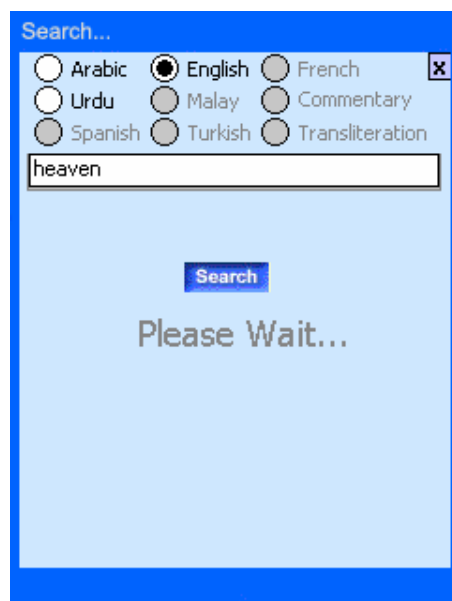 Search...
Arabic English French x
Urdu Malay Commentary
Spanish Turkish Transliteration
heaven
Search
Please Wait...